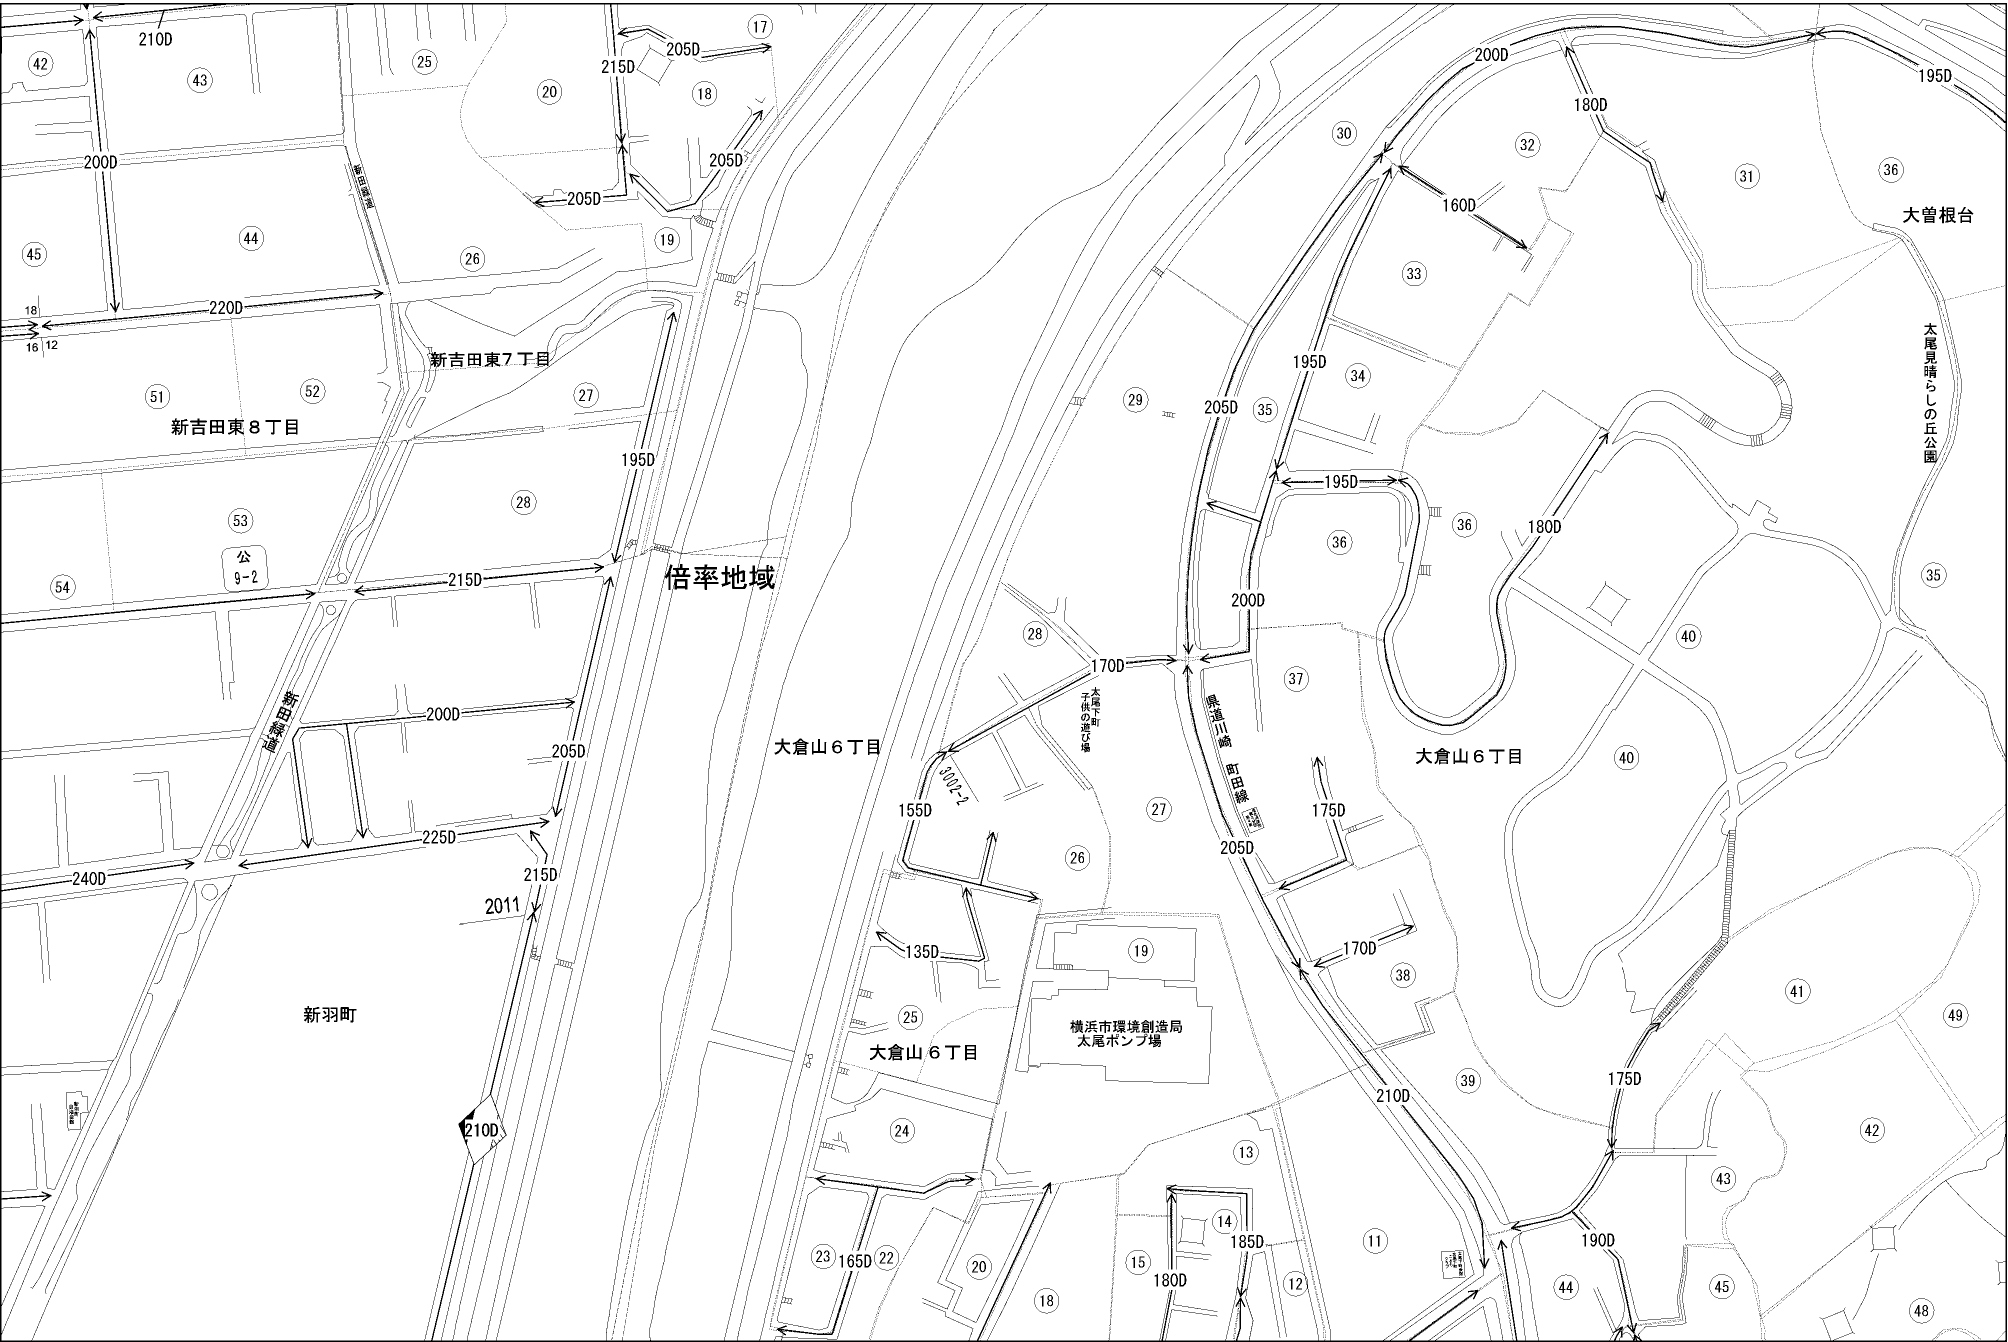 210D
42
43
25
20
215D
205D
17
18
200D
30
180D
32
31
195D
36
大曽根台
200D
205D
205D
19
160D
45
44
26
33
18
220D
16
12
新吉田東7丁目
51
52
27
新吉田東8丁目
195D
34
29
205D
35
太尾見晴らしの丘公園
195D
28
53
公
9-2
54
215D
倍率地域
36
36
180D
35
200D
28
170D
40
37
太尾下町
子供の遊び場
新田緑道
200D
205D
大倉山6丁目
県道川崎 町田線
大倉山6丁目
40
3002-2
155D
27
175D
225D
205D
26
240D
215D
2011
135D
19
170D
38
41
49
新羽町
25
横浜市環境創造局
太尾ポンプ場
大倉山6丁目
39
175D
210D
210D
24
13
42
43
23
165D
22
20
18
15
14
185D
180D
12
11
190D
44
45
48